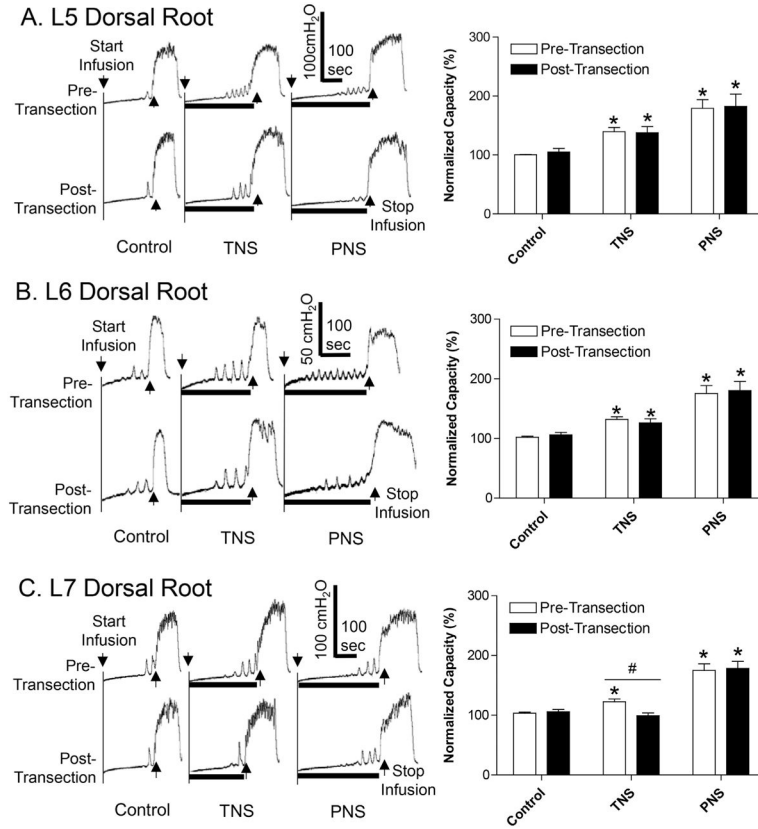 A. L5 Dorsal Root
Start
Infusion
Pre-
Transection
Post-
Transection
100cmH2O
100
sec
Stop
Infusion
Control
TNS
PNS
Normalized Capacity (%)
300
200
100
0
Pre-Transection
Post-Transection
* * * *
Control
TNS
PNS
B. L6 Dorsal Root
Start
Infusion
Pre-
Transection
Post-
Transection
50 cmH2O
100
sec
Stop
Infusion
Control
TNS
PNS
Normalized Capacity (%)
300
200
100
0
Pre-Transection
Post-Transection
* * * *
Control
TNS
PNS
C. L7 Dorsal Root
Start
Infusion
Pre-
Transection
Post-
Transection
100 cmH2O
100
sec
Stop
Infusion
Control
TNS
PNS
Normalized Capacity (%)
300
200
100
0
Pre-Transection
Post-Transection
#
* * *
Control
TNS
PNS